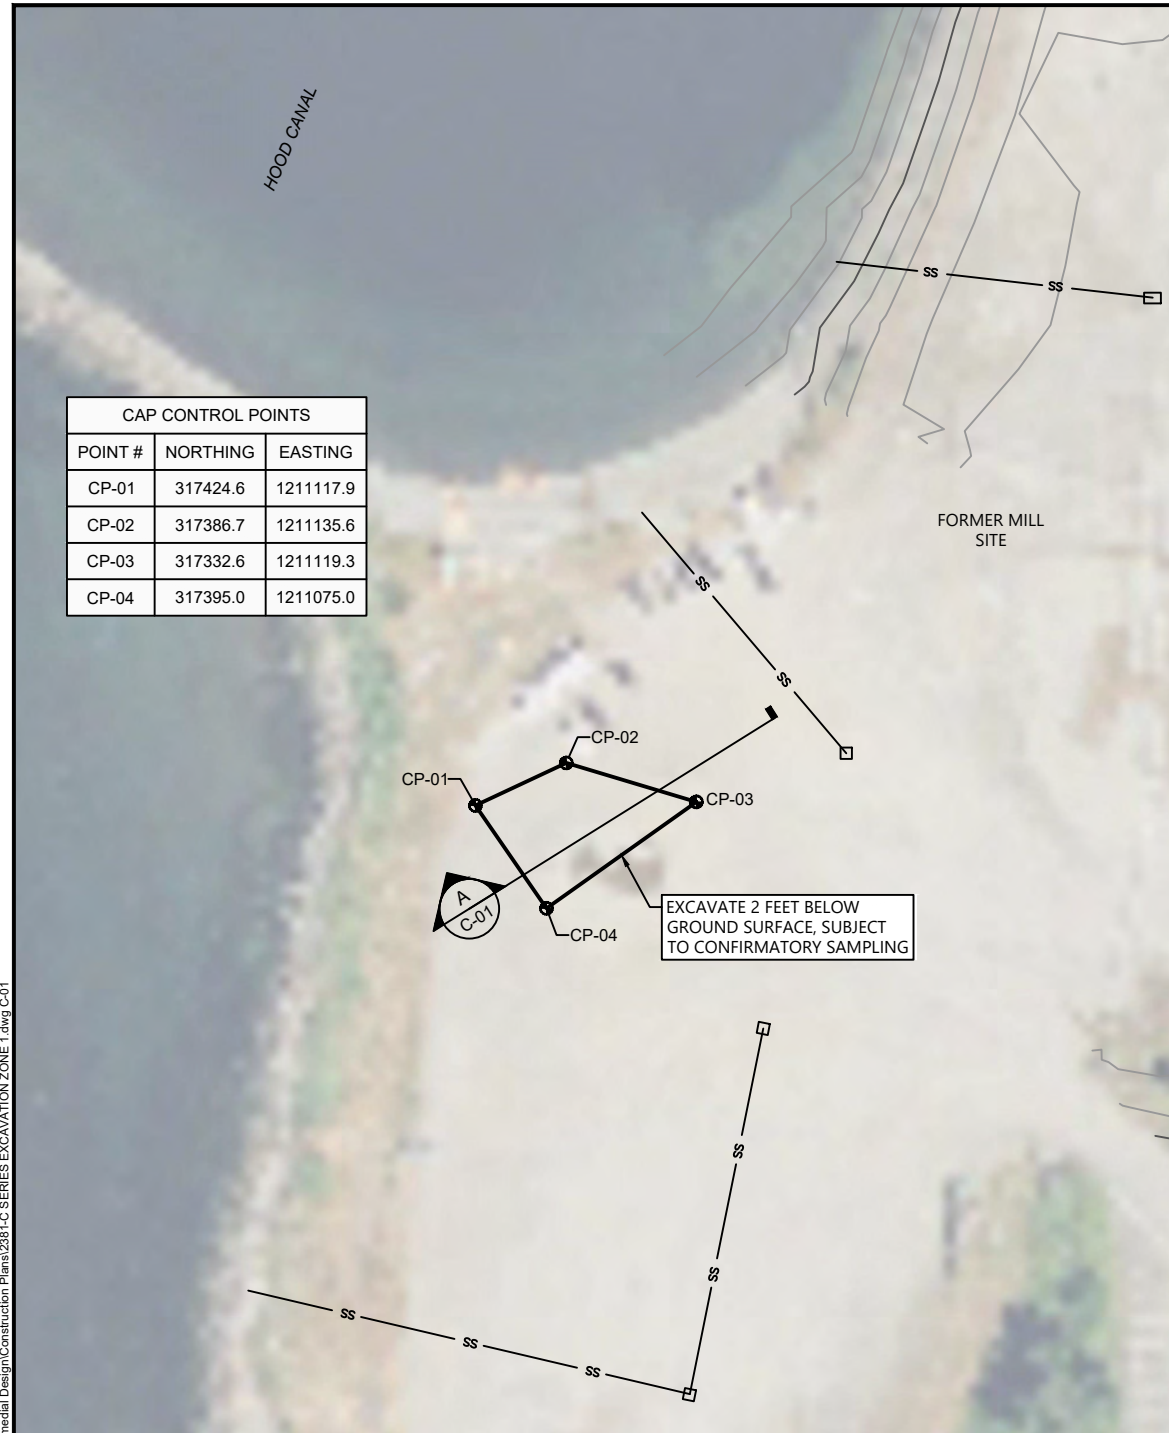 HOOD CANAL
SS
SS
CAP CONTROL POINTS
POINT # NORTHING EASTING
CP-01 317424.6 1211117.9
CP-02 317386.7 1211135.6
CP-03 317332.6 1211119.3
CP-04 317395.0 1211075.0
FORMER MILL
SITE
SS
SS
CP-02
CP-01
CP-03
A
C-01
CP-04
EXCAVATE 2 FEET BELOW
GROUND SURFACE, SUBJECT
TO CONFIRMATORY SAMPLING
SS
SS
SS
SS
SS
medial Design\Construction Plans\2381-C SERIES EXCAVATION ZONE 1.dwg C-01